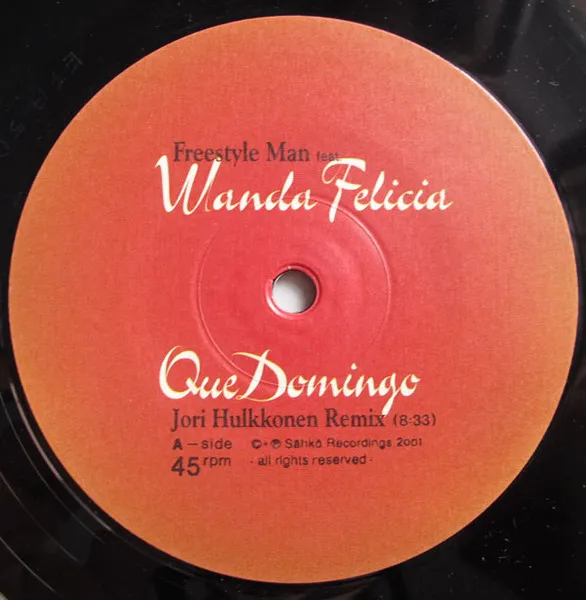 Freestyle Man feat.
Wanda Felicia
Que Domingo
Jori Hulkkonen Remix (8:33)
A - side © + ℗ Sähkö Recordings 2001
45 rpm - all rights reserved -